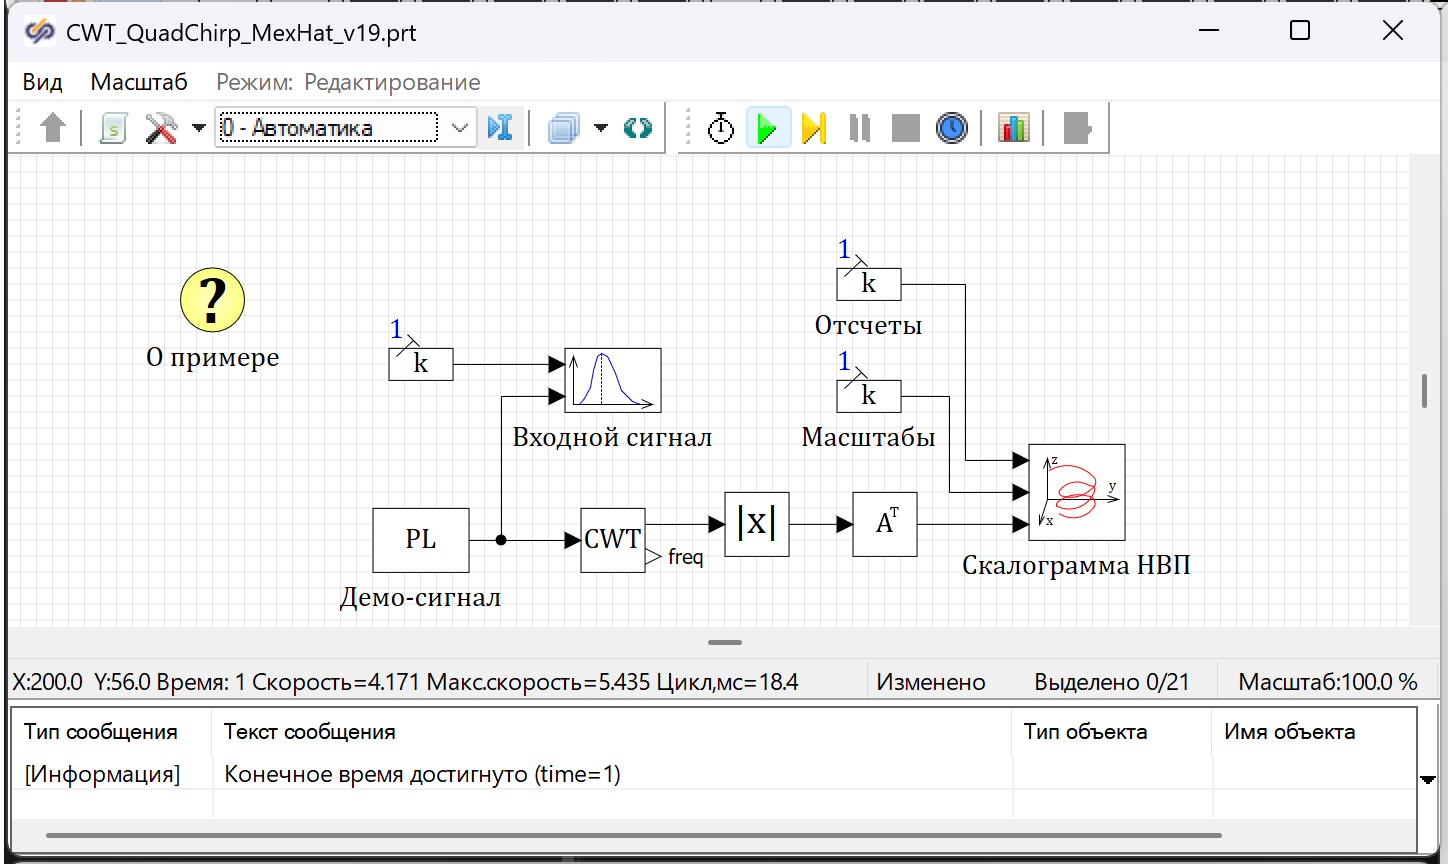 CWT_QuadChirp_MexHat_v19.prt
Вид Масштаб Режим: Редактирование
s 0 - Автоматика
1
k
Отсчеты
?
О примере
1
k
Входной сигнал
1
k
Масштабы
z
y
x
Скалограмма НВП
PL
Демо-сигнал
CWT
freq
|x|
Aᵀ
X:200.0 Y:56.0 Время: 1 Скорость=4.171 Макс.скорость=5.435 Цикл,мс=18.4 Изменено Выделено 0/21 Масштаб:100.0 %
Тип сообщения Текст сообщения Тип объекта Имя объекта
[Информация] Конечное время достигнуто (time=1)